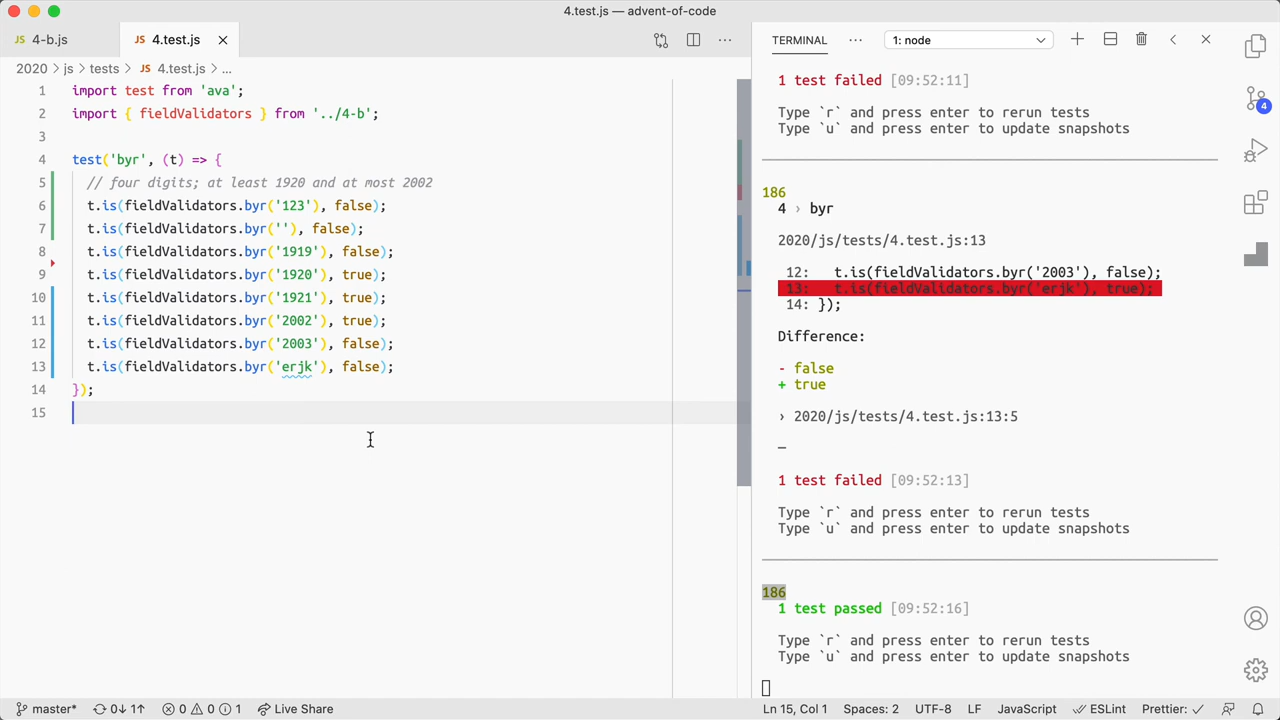 4.test.js — advent-of-code
JS 4-b.js
JS 4.test.js
2020 > js > tests > JS 4.test.js > ...
1 import test from 'ava';
2 import { fieldValidators } from '../4-b';
3
4 test('byr', (t) => {
5 // four digits; at least 1920 and at most 2002
6 t.is(fieldValidators.byr('123'), false);
7 t.is(fieldValidators.byr(''), false);
8 t.is(fieldValidators.byr('1919'), false);
9 t.is(fieldValidators.byr('1920'), true);
10 t.is(fieldValidators.byr('1921'), true);
11 t.is(fieldValidators.byr('2002'), true);
12 t.is(fieldValidators.byr('2003'), false);
13 t.is(fieldValidators.byr('erjk'), false);
14 });
15
TERMINAL ··· 1: node
1 test failed [09:52:11]
Type `r` and press enter to rerun tests
Type `u` and press enter to update snapshots
186
4 › byr
2020/js/tests/4.test.js:13
12: t.is(fieldValidators.byr('2003'), false);
13: t.is(fieldValidators.byr('erjk'), true);
14: });
Difference:
- false
+ true
› 2020/js/tests/4.test.js:13:5
─
1 test failed [09:52:13]
Type `r` and press enter to rerun tests
Type `u` and press enter to update snapshots
186
1 test passed [09:52:16]
Type `r` and press enter to rerun tests
Type `u` and press enter to update snapshots
4
master* 0↓ 1↑ 0 0 1 Live Share
Ln 15, Col 1 Spaces: 2 UTF-8 LF JavaScript ESLint Prettier: ✓